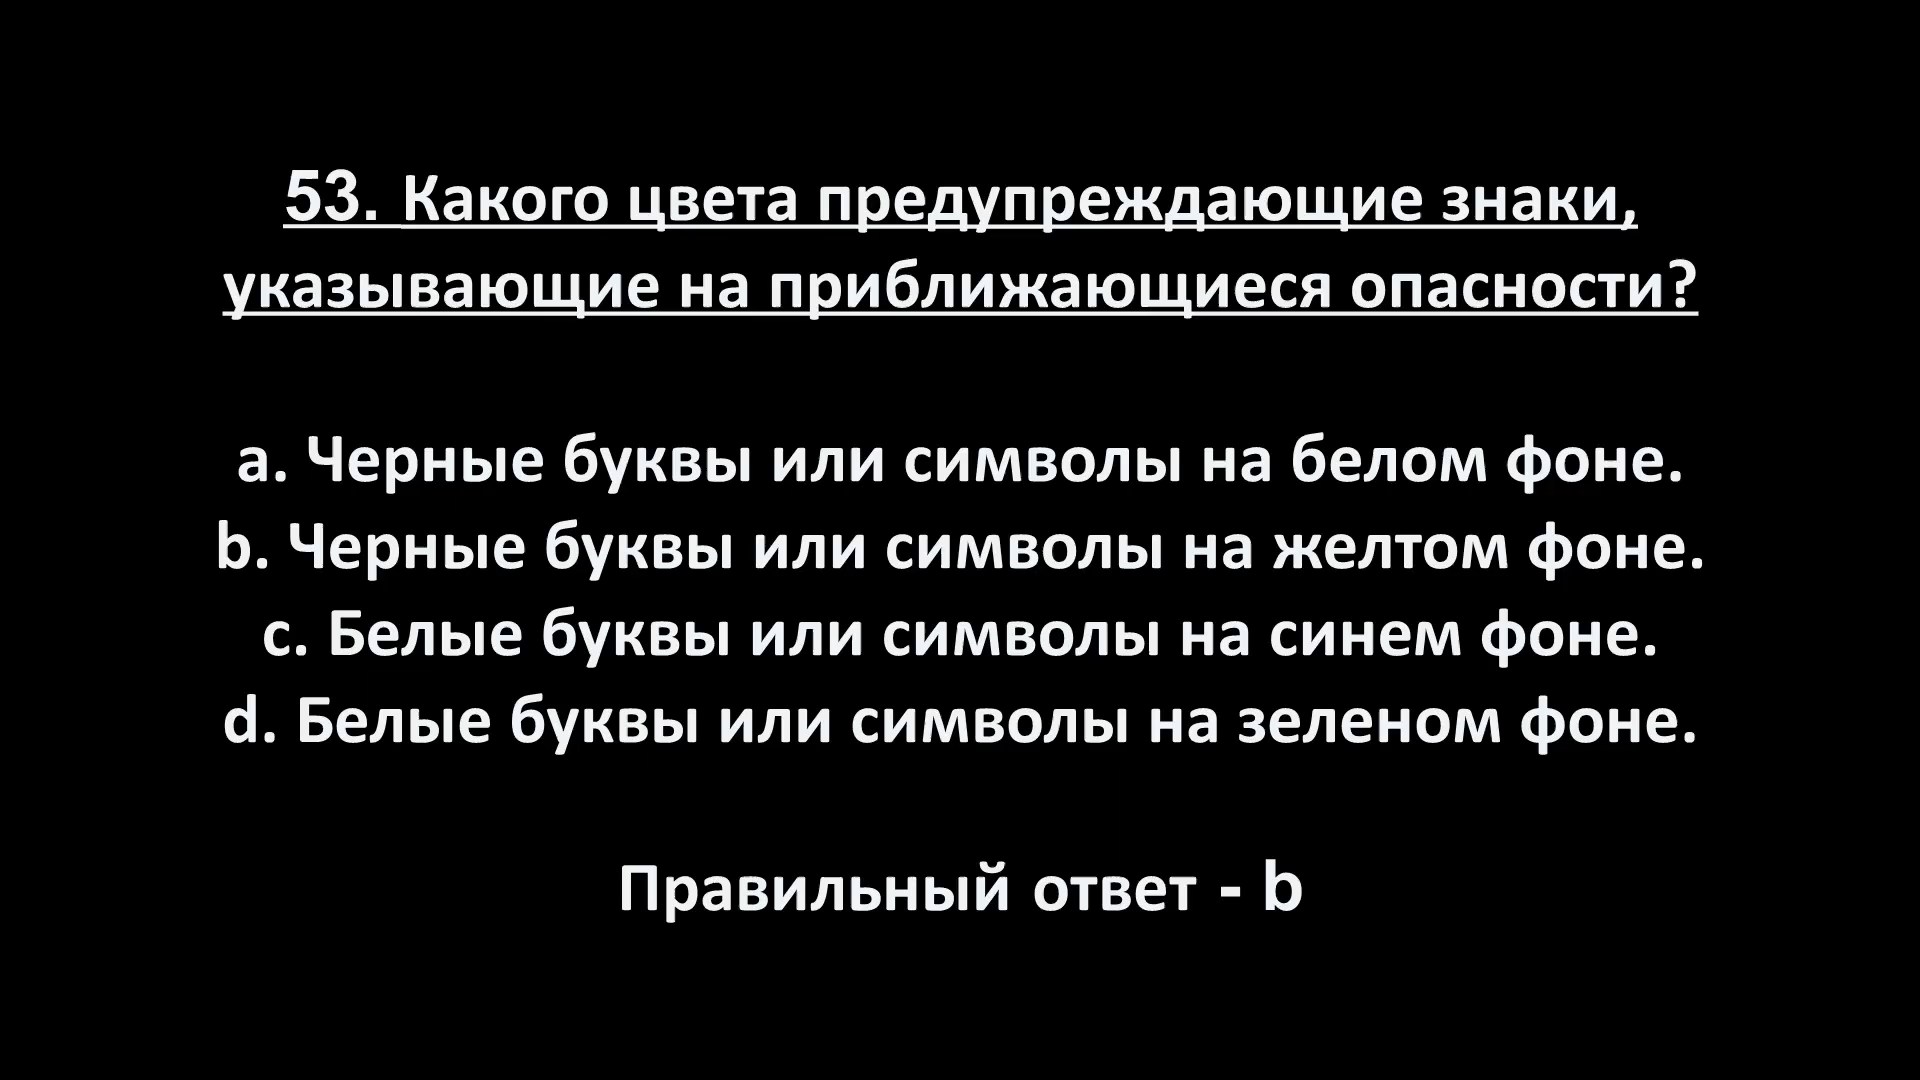 53. Какого цвета предупреждающие знаки,
указывающие на приближающиеся опасности?
a. Черные буквы или символы на белом фоне.
b. Черные буквы или символы на желтом фоне.
c. Белые буквы или символы на синем фоне.
d. Белые буквы или символы на зеленом фоне.
Правильный ответ - b